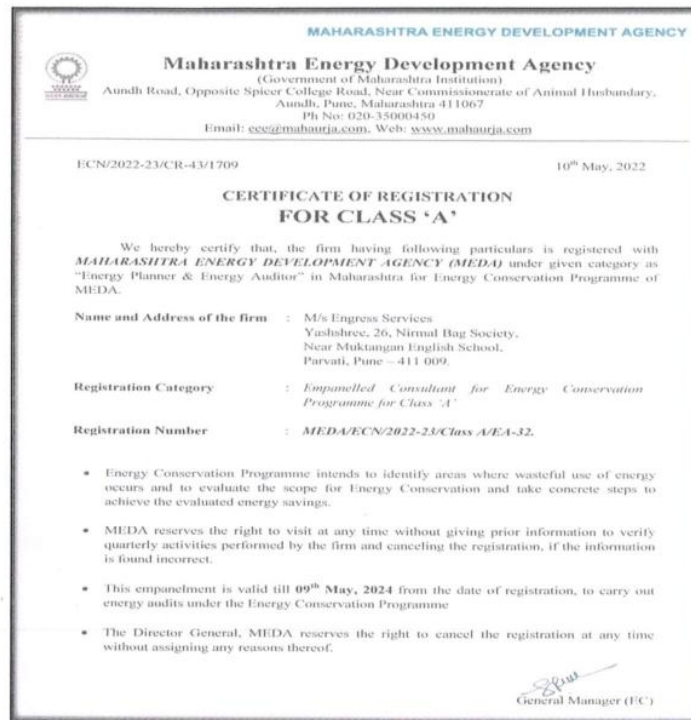 MAHARASHTRA ENERGY DEVELOPMENT AGENCY
Maharashtra Energy Development Agency
(Government of Maharashtra Institution)
Aundh Road, Opposite Spicer College Road, Near Commissionerate of Animal Husbandary,
Aundh, Pune, Maharashtra 411067
Ph No: 020-35000450
Email: eee@mahaurja.com, Web: www.mahaurja.com
ECN/2022-23/CR-43/1709 10th May, 2022
CERTIFICATE OF REGISTRATION
FOR CLASS 'A'
We hereby certify that, the firm having following particulars is registered with
MAHARASHTRA ENERGY DEVELOPMENT AGENCY (MEDA) under given category as
"Energy Planner & Energy Auditor" in Maharashtra for Energy Conservation Programme of
MEDA.
Name and Address of the firm : M/s Engress Services
Yashshree, 26, Nirmal Bag Society,
Near Muktangan English School,
Parvati, Pune – 411 009.
Registration Category : Empanelled Consultant for Energy Conservation
Programme for Class 'A'
Registration Number : MEDA/ECN/2022-23/Class A/EA-32.
• Energy Conservation Programme intends to identify areas where wasteful use of energy
occurs and to evaluate the scope for Energy Conservation and take concrete steps to
achieve the evaluated energy savings.
• MEDA reserves the right to visit at any time without giving prior information to verify
quarterly activities performed by the firm and canceling the registration, if the information
is found incorrect.
• This empanelment is valid till 09th May, 2024 from the date of registration, to carry out
energy audits under the Energy Conservation Programme
• The Director General, MEDA reserves the right to cancel the registration at any time
without assigning any reasons thereof.
General Manager (EC)